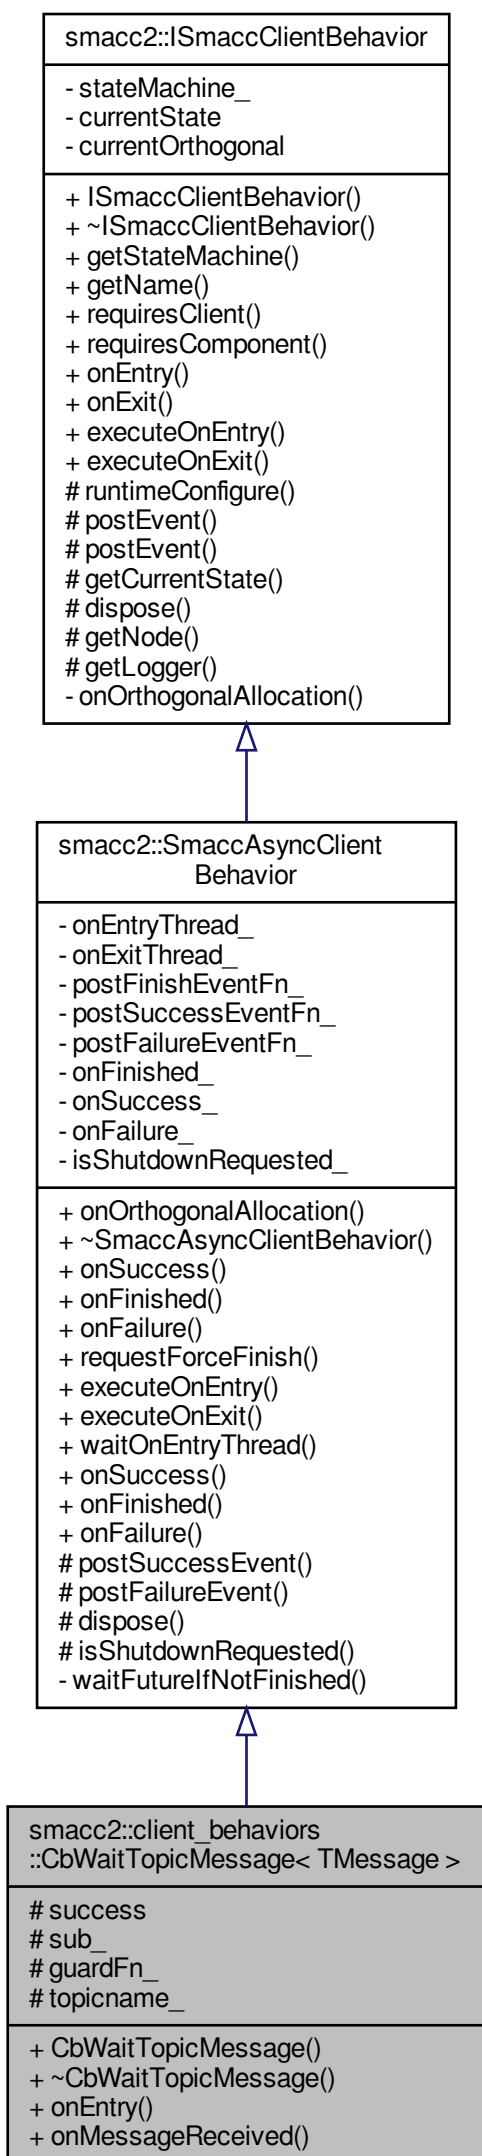 smacc2::ISmaccClientBehavior
- stateMachine_
- currentState
- currentOrthogonal
+ ISmaccClientBehavior()
+ ~ISmaccClientBehavior()
+ getStateMachine()
+ getName()
+ requiresClient()
+ requiresComponent()
+ onEntry()
+ onExit()
+ executeOnEntry()
+ executeOnExit()
# runtimeConfigure()
# postEvent()
# postEvent()
# getCurrentState()
# dispose()
# getNode()
# getLogger()
- onOrthogonalAllocation()
smacc2::SmaccAsyncClient
Behavior
- onEntryThread_
- onExitThread_
- postFinishEventFn_
- postSuccessEventFn_
- postFailureEventFn_
- onFinished_
- onSuccess_
- onFailure_
- isShutdownRequested_
+ onOrthogonalAllocation()
+ ~SmaccAsyncClientBehavior()
+ onSuccess()
+ onFinished()
+ onFailure()
+ requestForceFinish()
+ executeOnEntry()
+ executeOnExit()
+ waitOnEntryThread()
+ onSuccess()
+ onFinished()
+ onFailure()
# postSuccessEvent()
# postFailureEvent()
# dispose()
# isShutdownRequested()
- waitFutureIfNotFinished()
smacc2::client_behaviors
::CbWaitTopicMessage< TMessage >
# success
# sub_
# guardFn_
# topicname_
+ CbWaitTopicMessage()
+ ~CbWaitTopicMessage()
+ onEntry()
+ onMessageReceived()